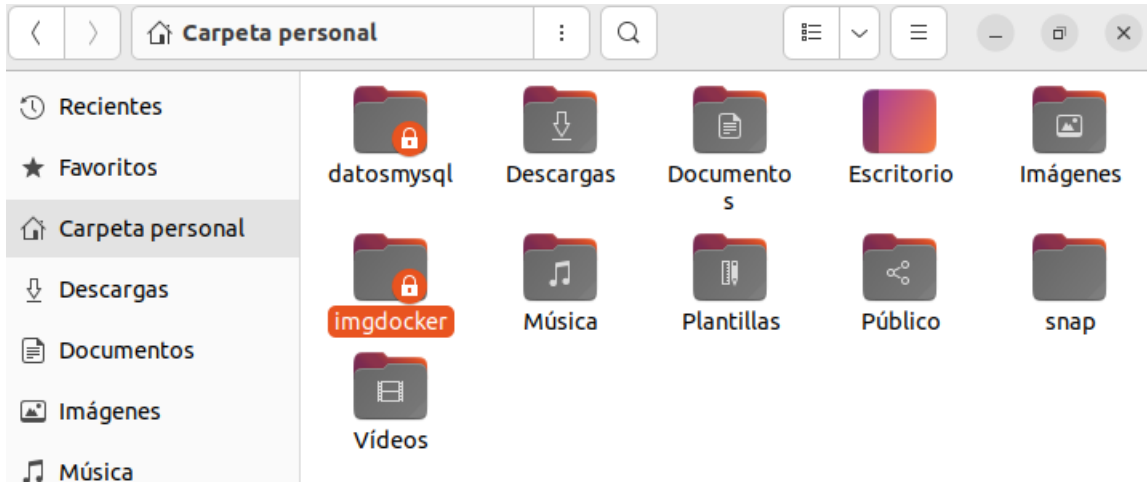 Carpeta personal
Recientes
Favoritos
Carpeta personal
Descargas
Documentos
Imágenes
Música
datosmysql
Descargas
Documento
s
Escritorio
Imágenes
imgdocker
Música
Plantillas
Público
snap
Vídeos